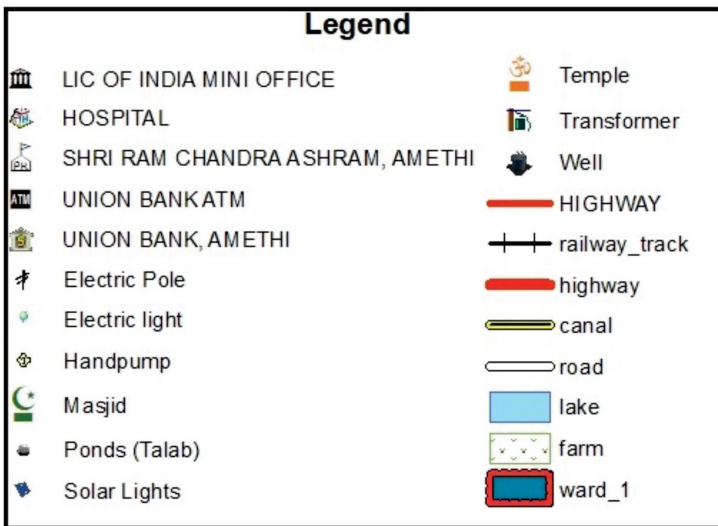 Legend
LIC OF INDIA MINI OFFICE
HOSPITAL
SHRI RAM CHANDRA ASHRAM, AMETHI
ATM UNION BANK ATM
UNION BANK, AMETHI
Electric Pole
Electric light
Handpump
Masjid
Ponds (Talab)
Solar Lights
ॐ Temple
Transformer
Well
HIGHWAY
railway_track
highway
canal
road
lake
farm
ward_1